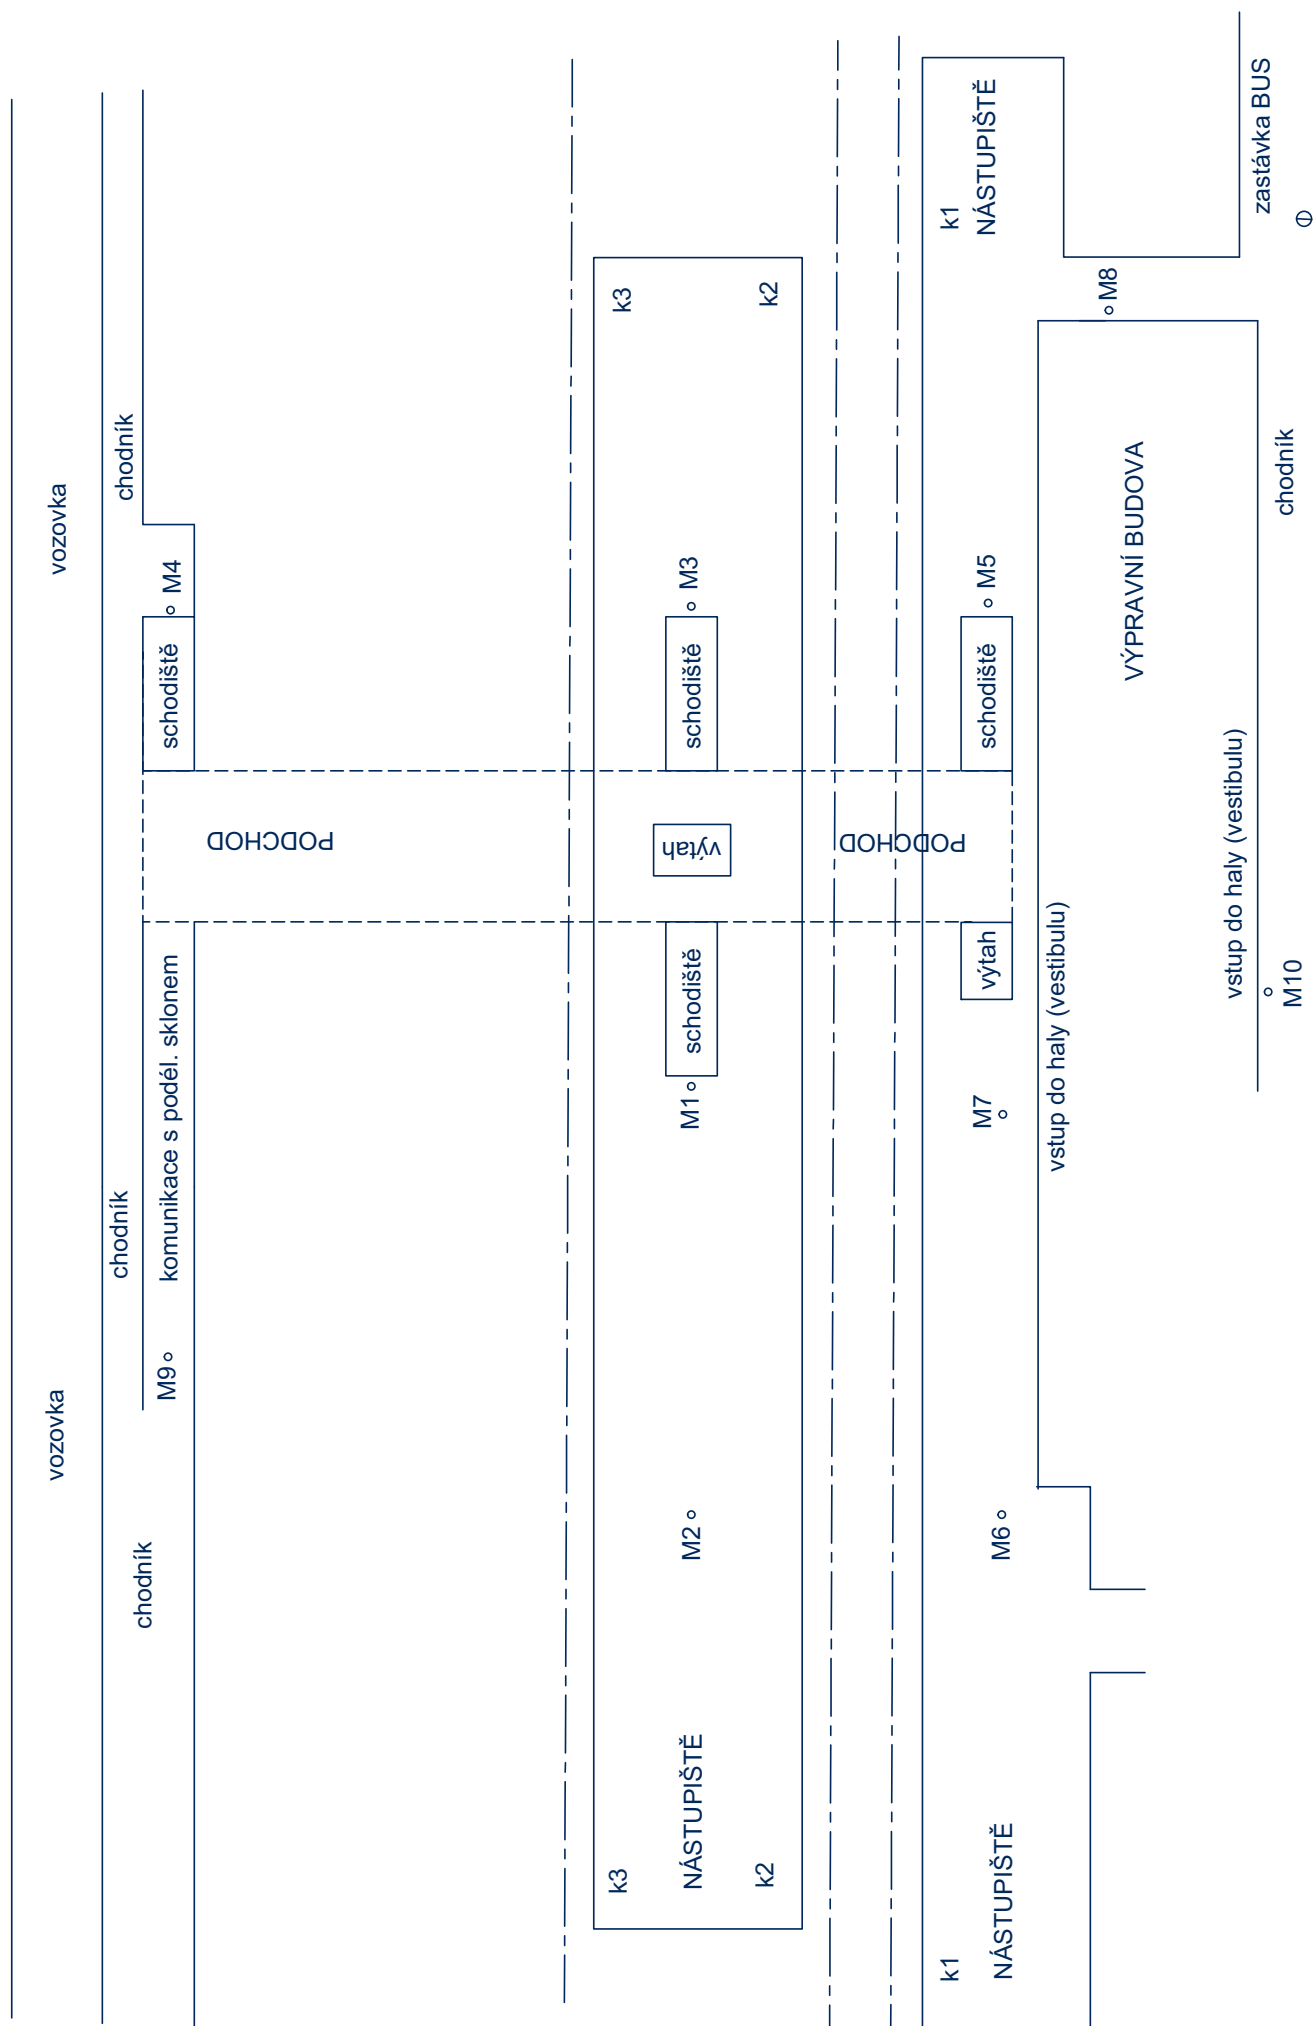 vozovka
vozovka
chodník
chodník
chodník
M9
komunikace s poděl. sklonem
schodiště
M4
PODCHOD
k3
NÁSTUPIŠTĚ
k2
M2
M1
schodiště
výtah
schodiště
M3
k3
k2
PODCHOD
k1
NÁSTUPIŠTĚ
M6
M7
výtah
schodiště
M5
k1
NÁSTUPIŠTĚ
vstup do haly (vestibulu)
VÝPRAVNÍ BUDOVA
M8
vstup do haly (vestibulu)
M10
chodník
zastávka BUS